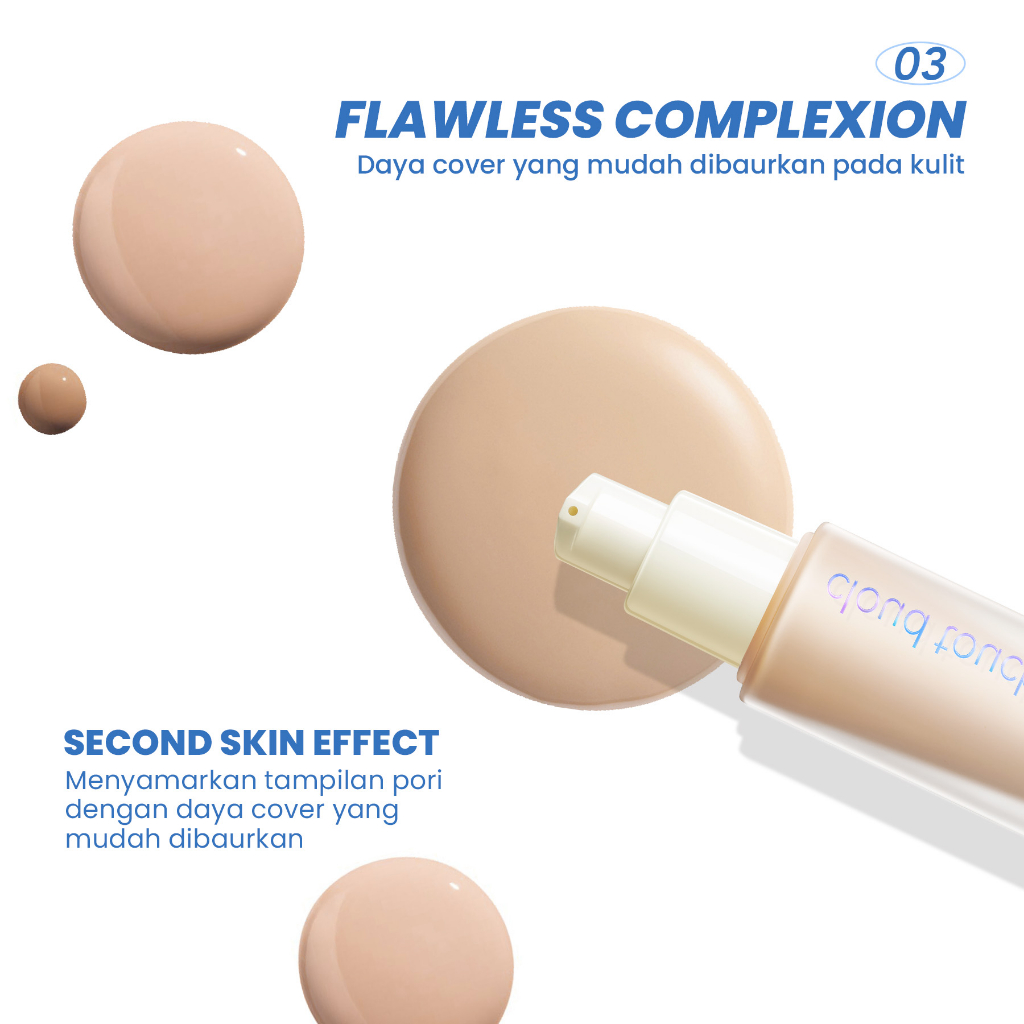 03
FLAWLESS COMPLEXION
Daya cover yang mudah dibaurkan pada kulit
cloud
SECOND SKIN EFFECT
Menyamarkan tampilan pori
dengan daya cover yang
mudah dibaurkan